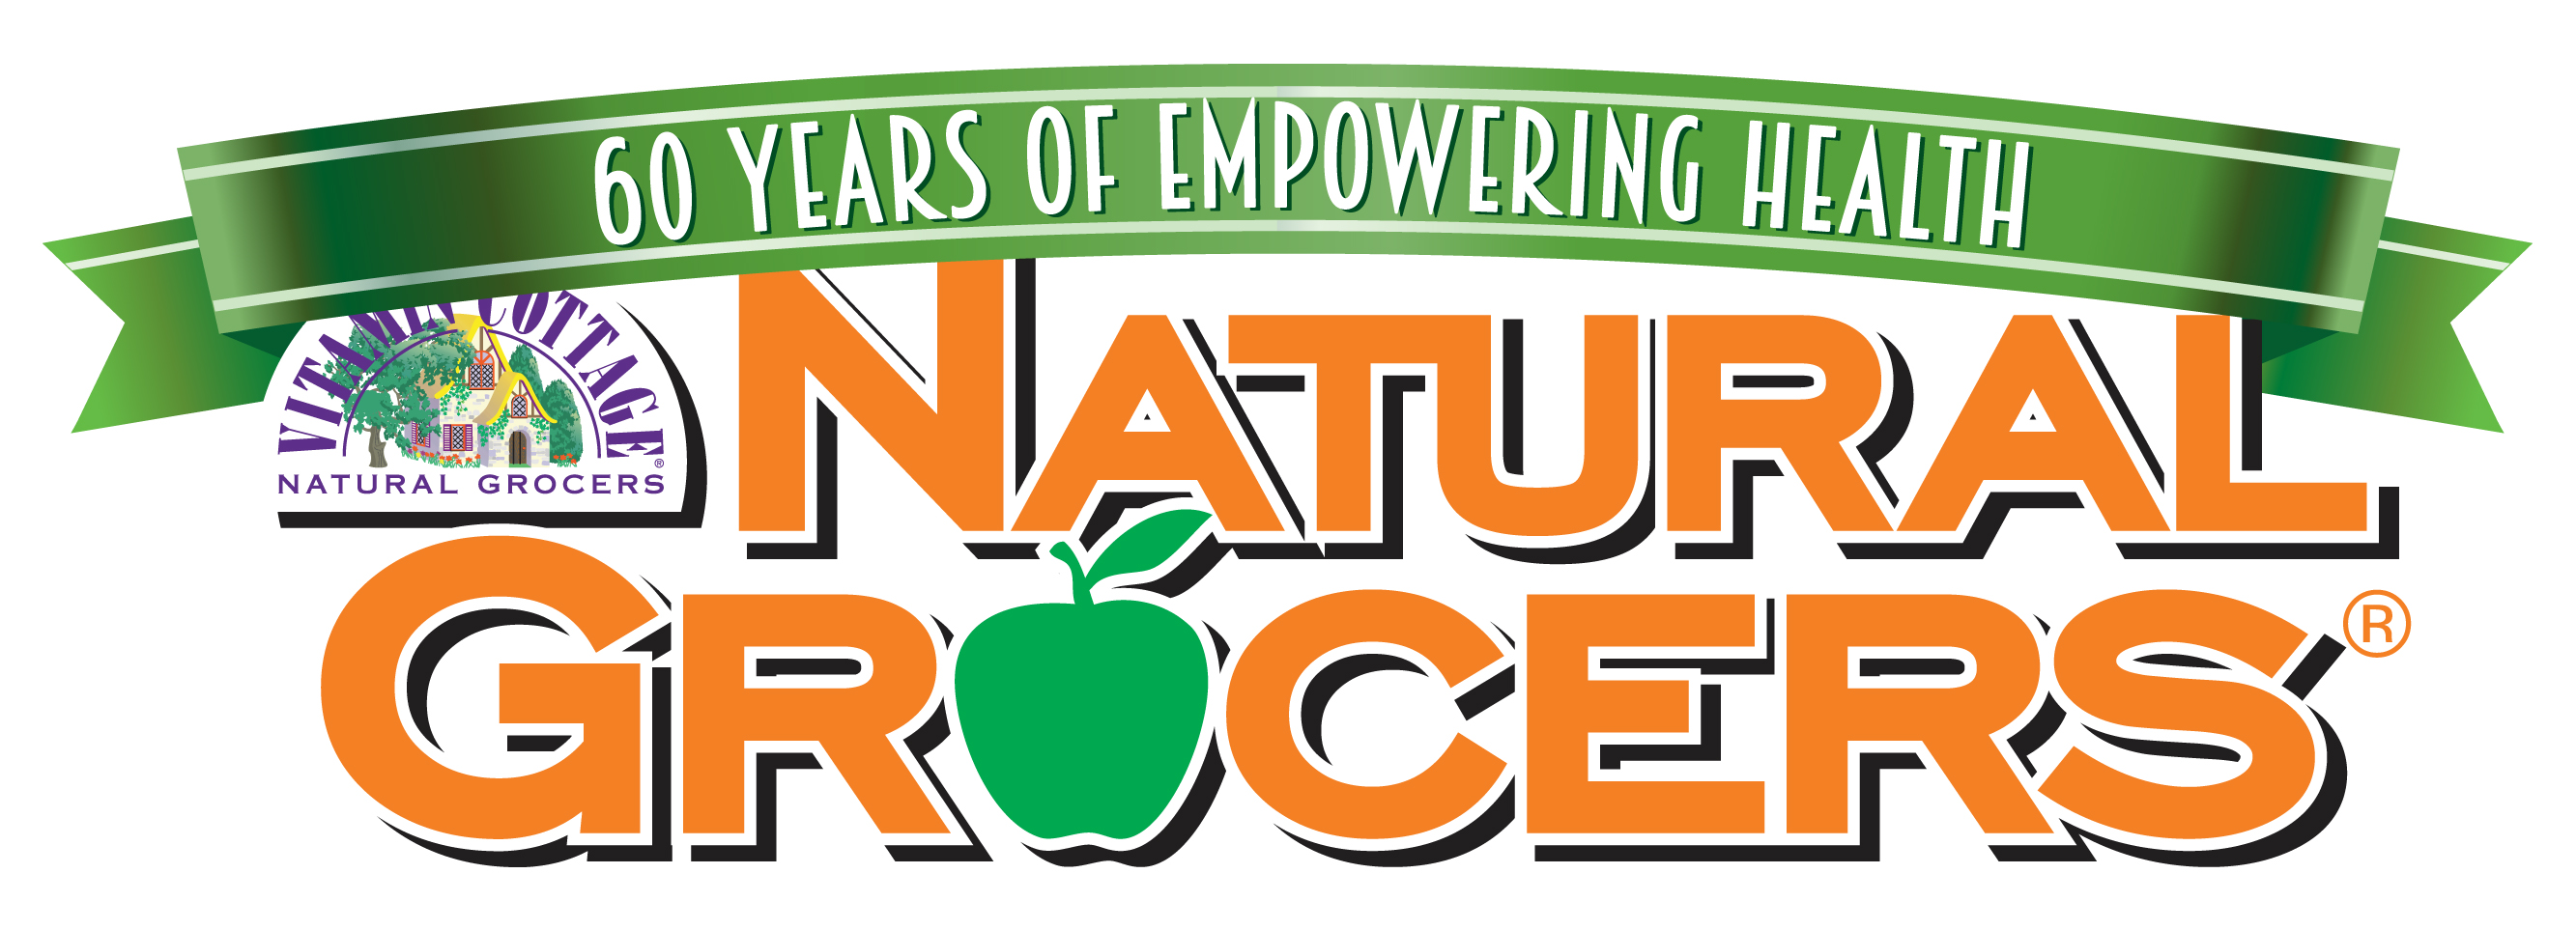 60 YEARS OF EMPOWERING HEALTH
VITAMIN COTTAGE®
NATURAL GROCERS
NATURAL
GROCERS®